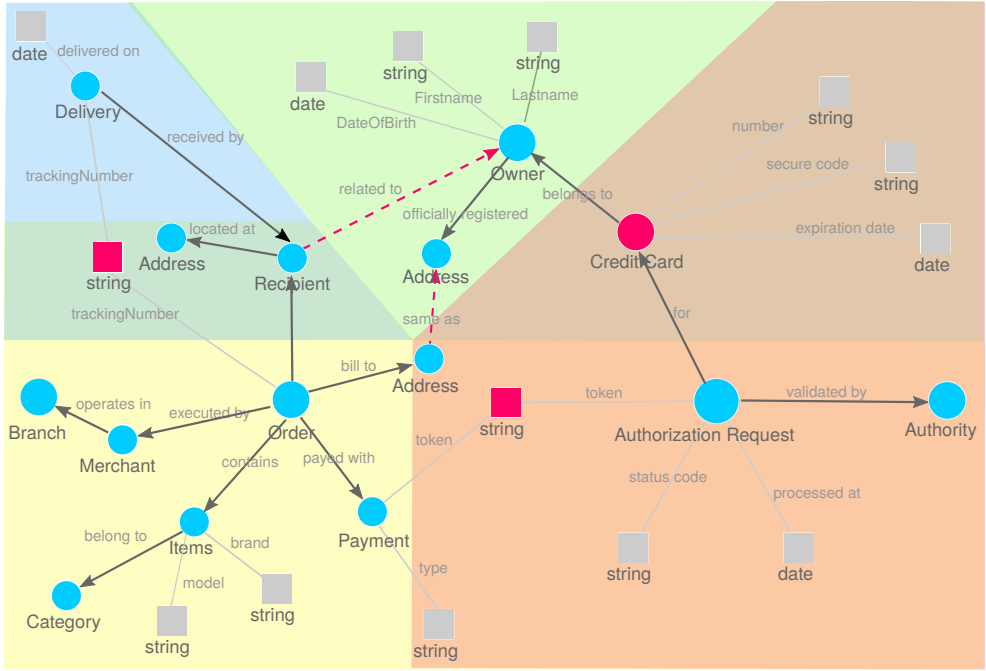 date
delivered on
Delivery
received by
trackingNumber
string
string
date
Firstname
Lastname
DateOfBirth
Owner
related to
officially registered
belongs to
number
string
secure code
string
expiration date
date
Credit Card
located at
Address
Recipient
Address
string
trackingNumber
same as
for
bill to
Address
operates in
Branch
executed by
Merchant
Order
contains
payed with
token
string
token
Authorization Request
validated by
Authority
status code
processed at
string
date
belong to
Items
brand
model
Category
string
string
Payment
type
string